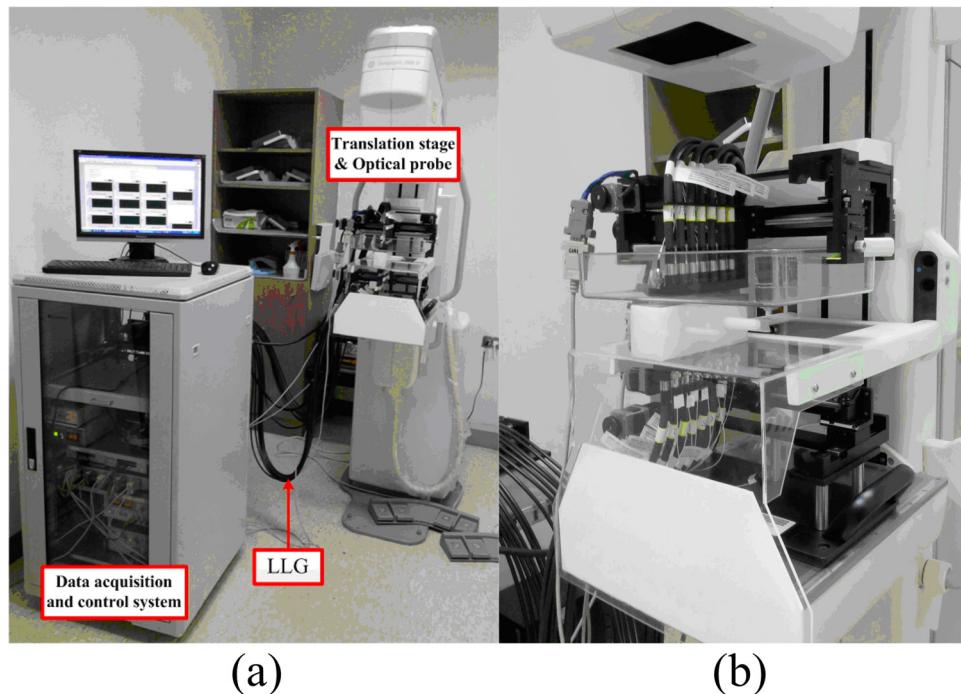 Translation stage
& Optical probe
LLG
Data acquisition
and control system
(a)
(b)